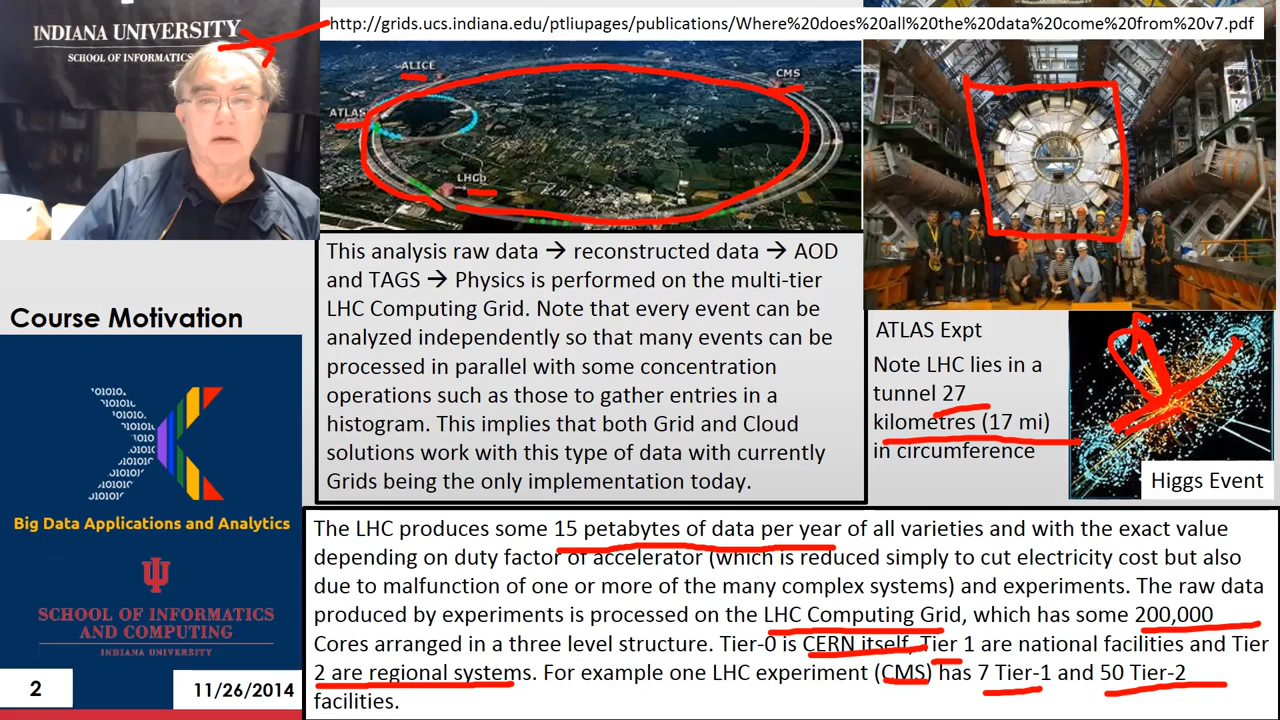 INDIANA UNIVERSITY
SCHOOL OF INFORMATICS
http://grids.ucs.indiana.edu/ptliupages/publications/Where%20does%20all%20the%20data%20come%20from%20v7.pdf
ALICE
CMS
ATLAS
LHCb
This analysis raw data → reconstructed data → AOD
and TAGS → Physics is performed on the multi-tier
LHC Computing Grid. Note that every event can be
analyzed independently so that many events can be
processed in parallel with some concentration
operations such as those to gather entries in a
histogram. This implies that both Grid and Cloud
solutions work with this type of data with currently
Grids being the only implementation today.
ATLAS Expt
Note LHC lies in a
tunnel 27
kilometres (17 mi)
in circumference
Higgs Event
Course Motivation
Big Data Applications and Analytics
SCHOOL OF INFORMATICS
AND COMPUTING
INDIANA UNIVERSITY
2
11/26/2014
The LHC produces some 15 petabytes of data per year of all varieties and with the exact value
depending on duty factor of accelerator (which is reduced simply to cut electricity cost but also
due to malfunction of one or more of the many complex systems) and experiments. The raw data
produced by experiments is processed on the LHC Computing Grid, which has some 200,000
Cores arranged in a three level structure. Tier-0 is CERN itself, Tier 1 are national facilities and Tier
2 are regional systems. For example one LHC experiment (CMS) has 7 Tier-1 and 50 Tier-2
facilities.